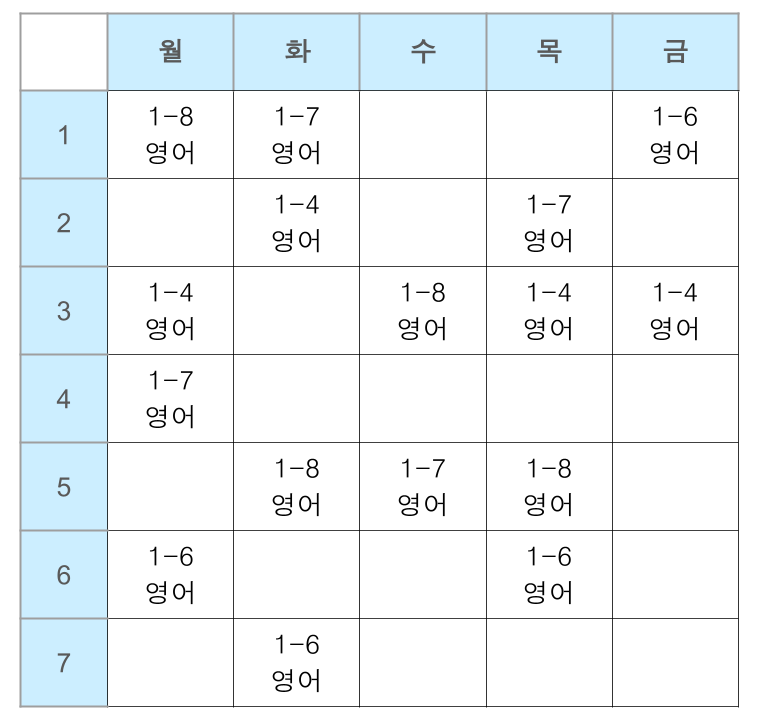 월 화 수 목 금
1 1-8 1-7 1-6
영어 영어 영어
2 1-4 1-7
영어 영어
3 1-4 1-8 1-4 1-4
영어 영어 영어 영어
4 1-7
영어
5 1-8 1-7 1-8
영어 영어 영어
6 1-6 1-6
영어 영어
7 1-6
영어